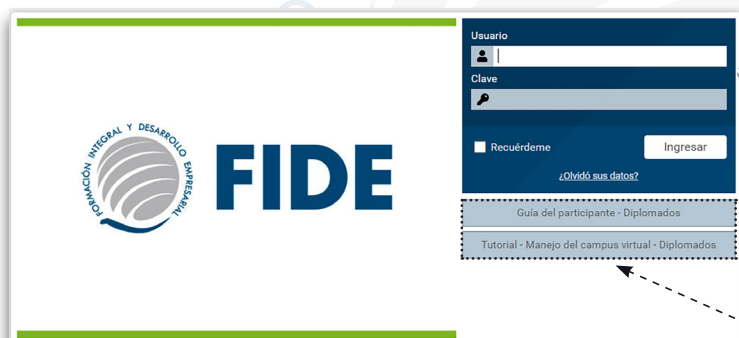 FORMACIÓN INTEGRAL Y DESARROLLO EMPRESARIAL
FIDE
Usuario
Clave
Recuérdeme
Ingresar
¿Olvidó sus datos?
Guía del participante - Diplomados
Tutorial - Manejo del campus virtual - Diplomados